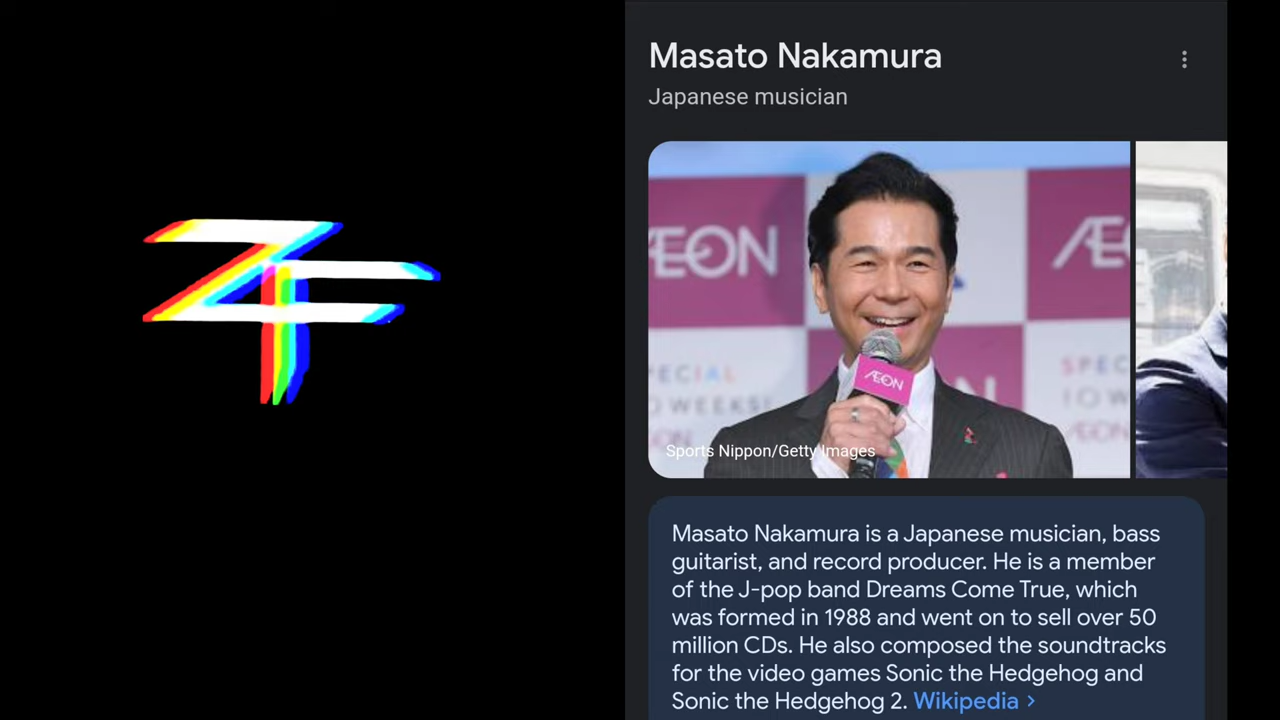 ZF
Masato Nakamura
Japanese musician
ÆON
ÆON
SPECIAL
10 WEEKS!
Sports Nippon/Getty Images
Masato Nakamura is a Japanese musician, bass
guitarist, and record producer. He is a member
of the J-pop band Dreams Come True, which
was formed in 1988 and went on to sell over 50
million CDs. He also composed the soundtracks
for the video games Sonic the Hedgehog and
Sonic the Hedgehog 2. Wikipedia >